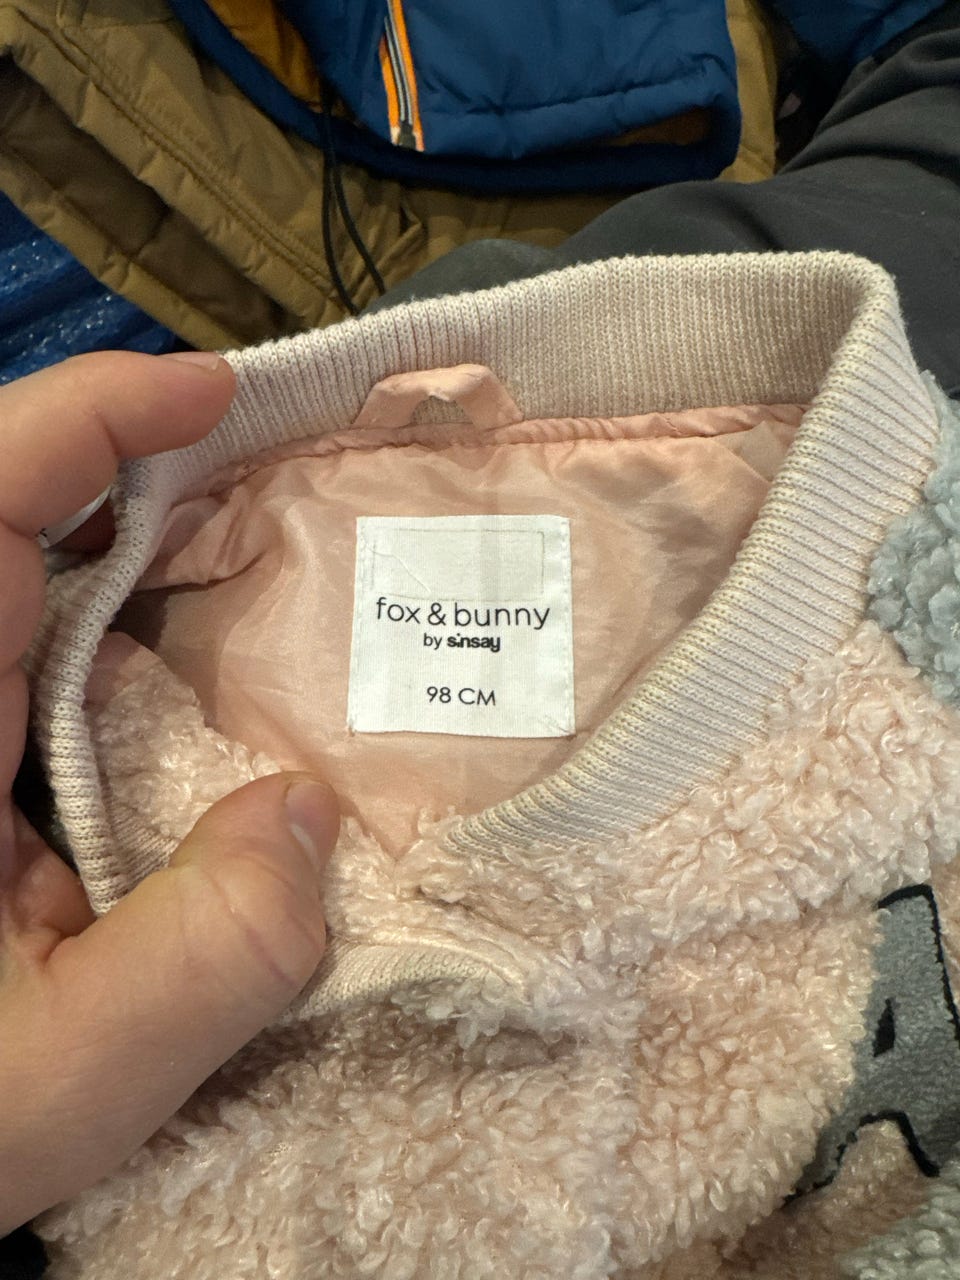 fox & bunny
by sinsay
98 CM